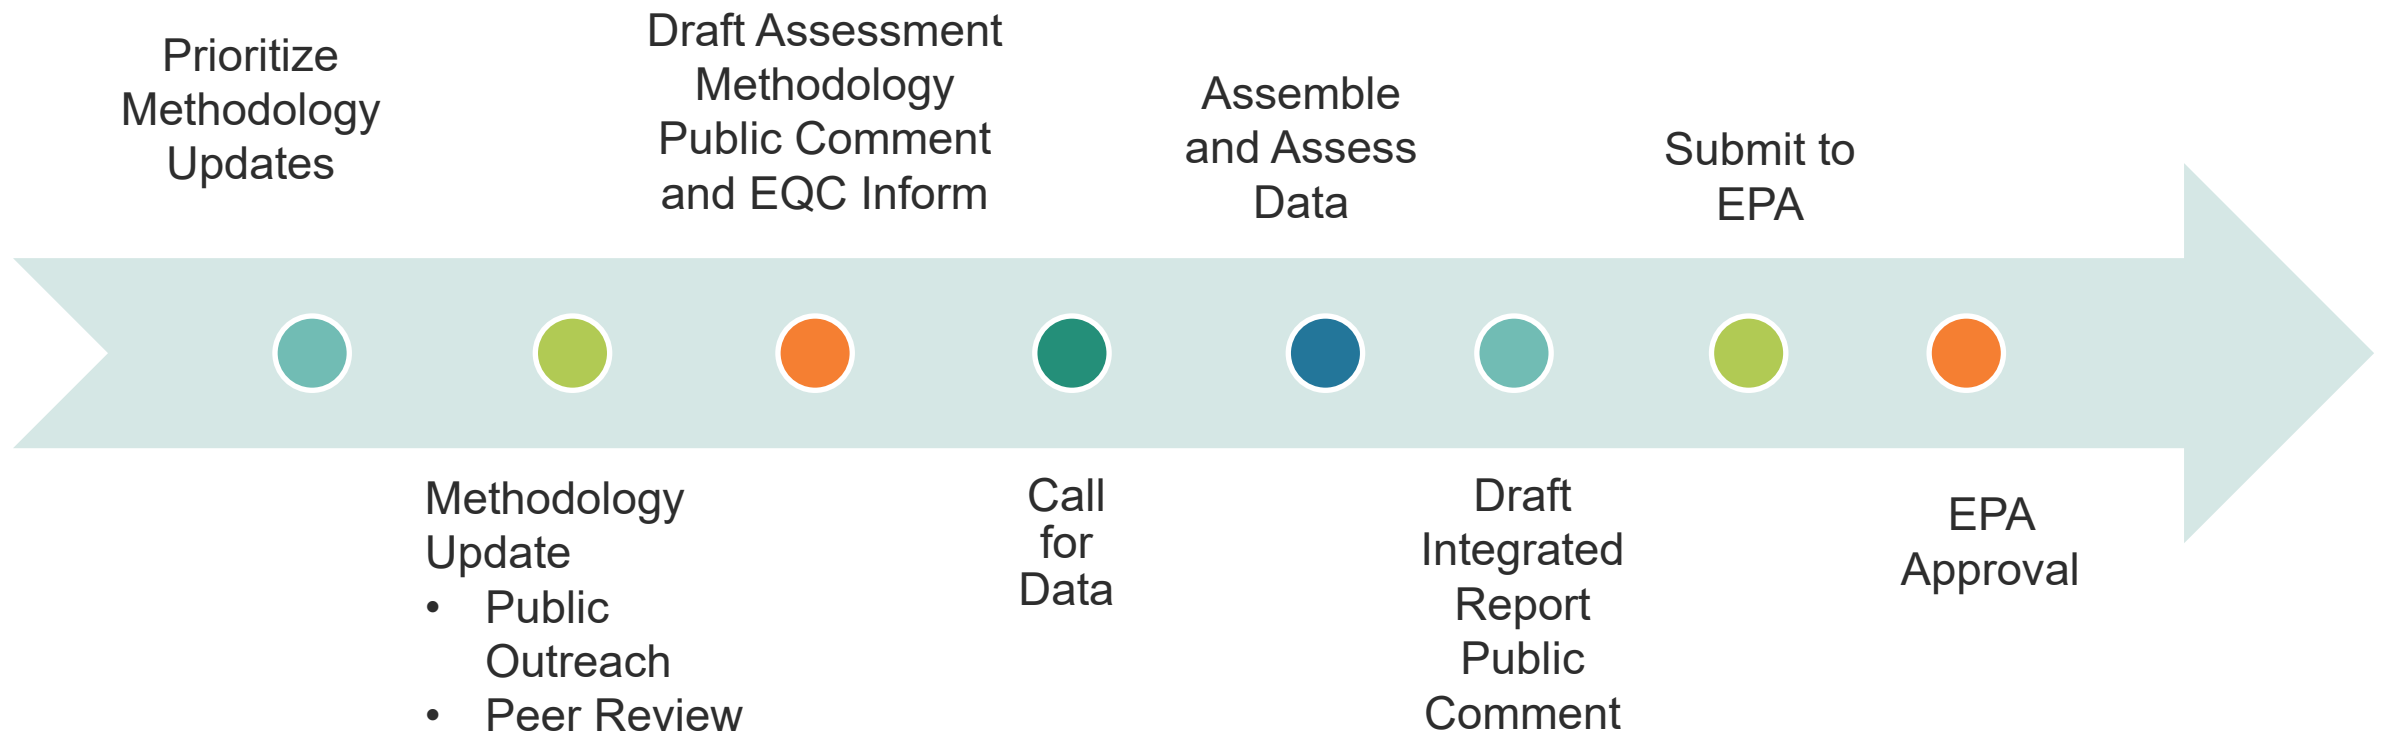 Prioritize
Methodology
Updates
Methodology
Update
• Public
Outreach
• Peer Review
Draft Assessment
Methodology
Public Comment
and EQC Inform
Call
for
Data
Assemble
and Assess
Data
Draft
Integrated
Report
Public
Comment
Submit to
EPA
EPA
Approval